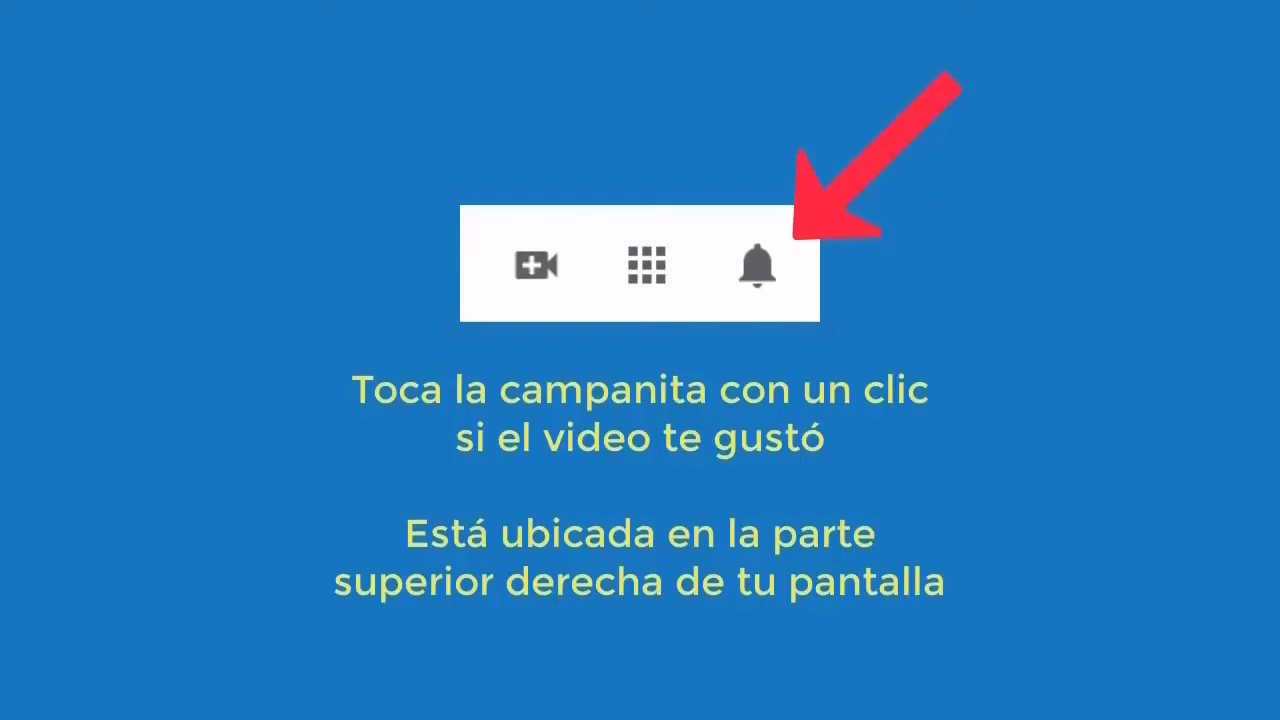 Toca la campanita con un clic
si el video te gustó
Está ubicada en la parte
superior derecha de tu pantalla